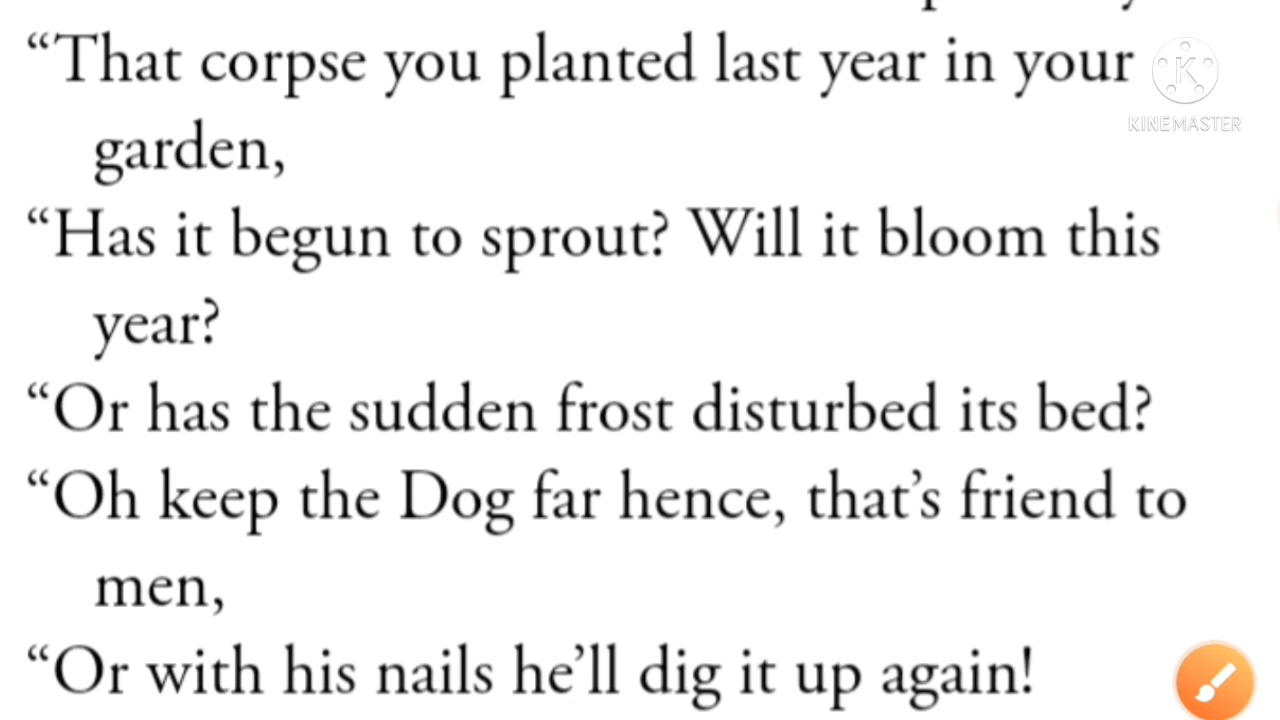 “That corpse you planted last year in your
garden,
“Has it begun to sprout? Will it bloom this
year?
“Or has the sudden frost disturbed its bed?
“Oh keep the Dog far hence, that’s friend to
men,
“Or with his nails he’ll dig it up again!
K
KINEMASTER